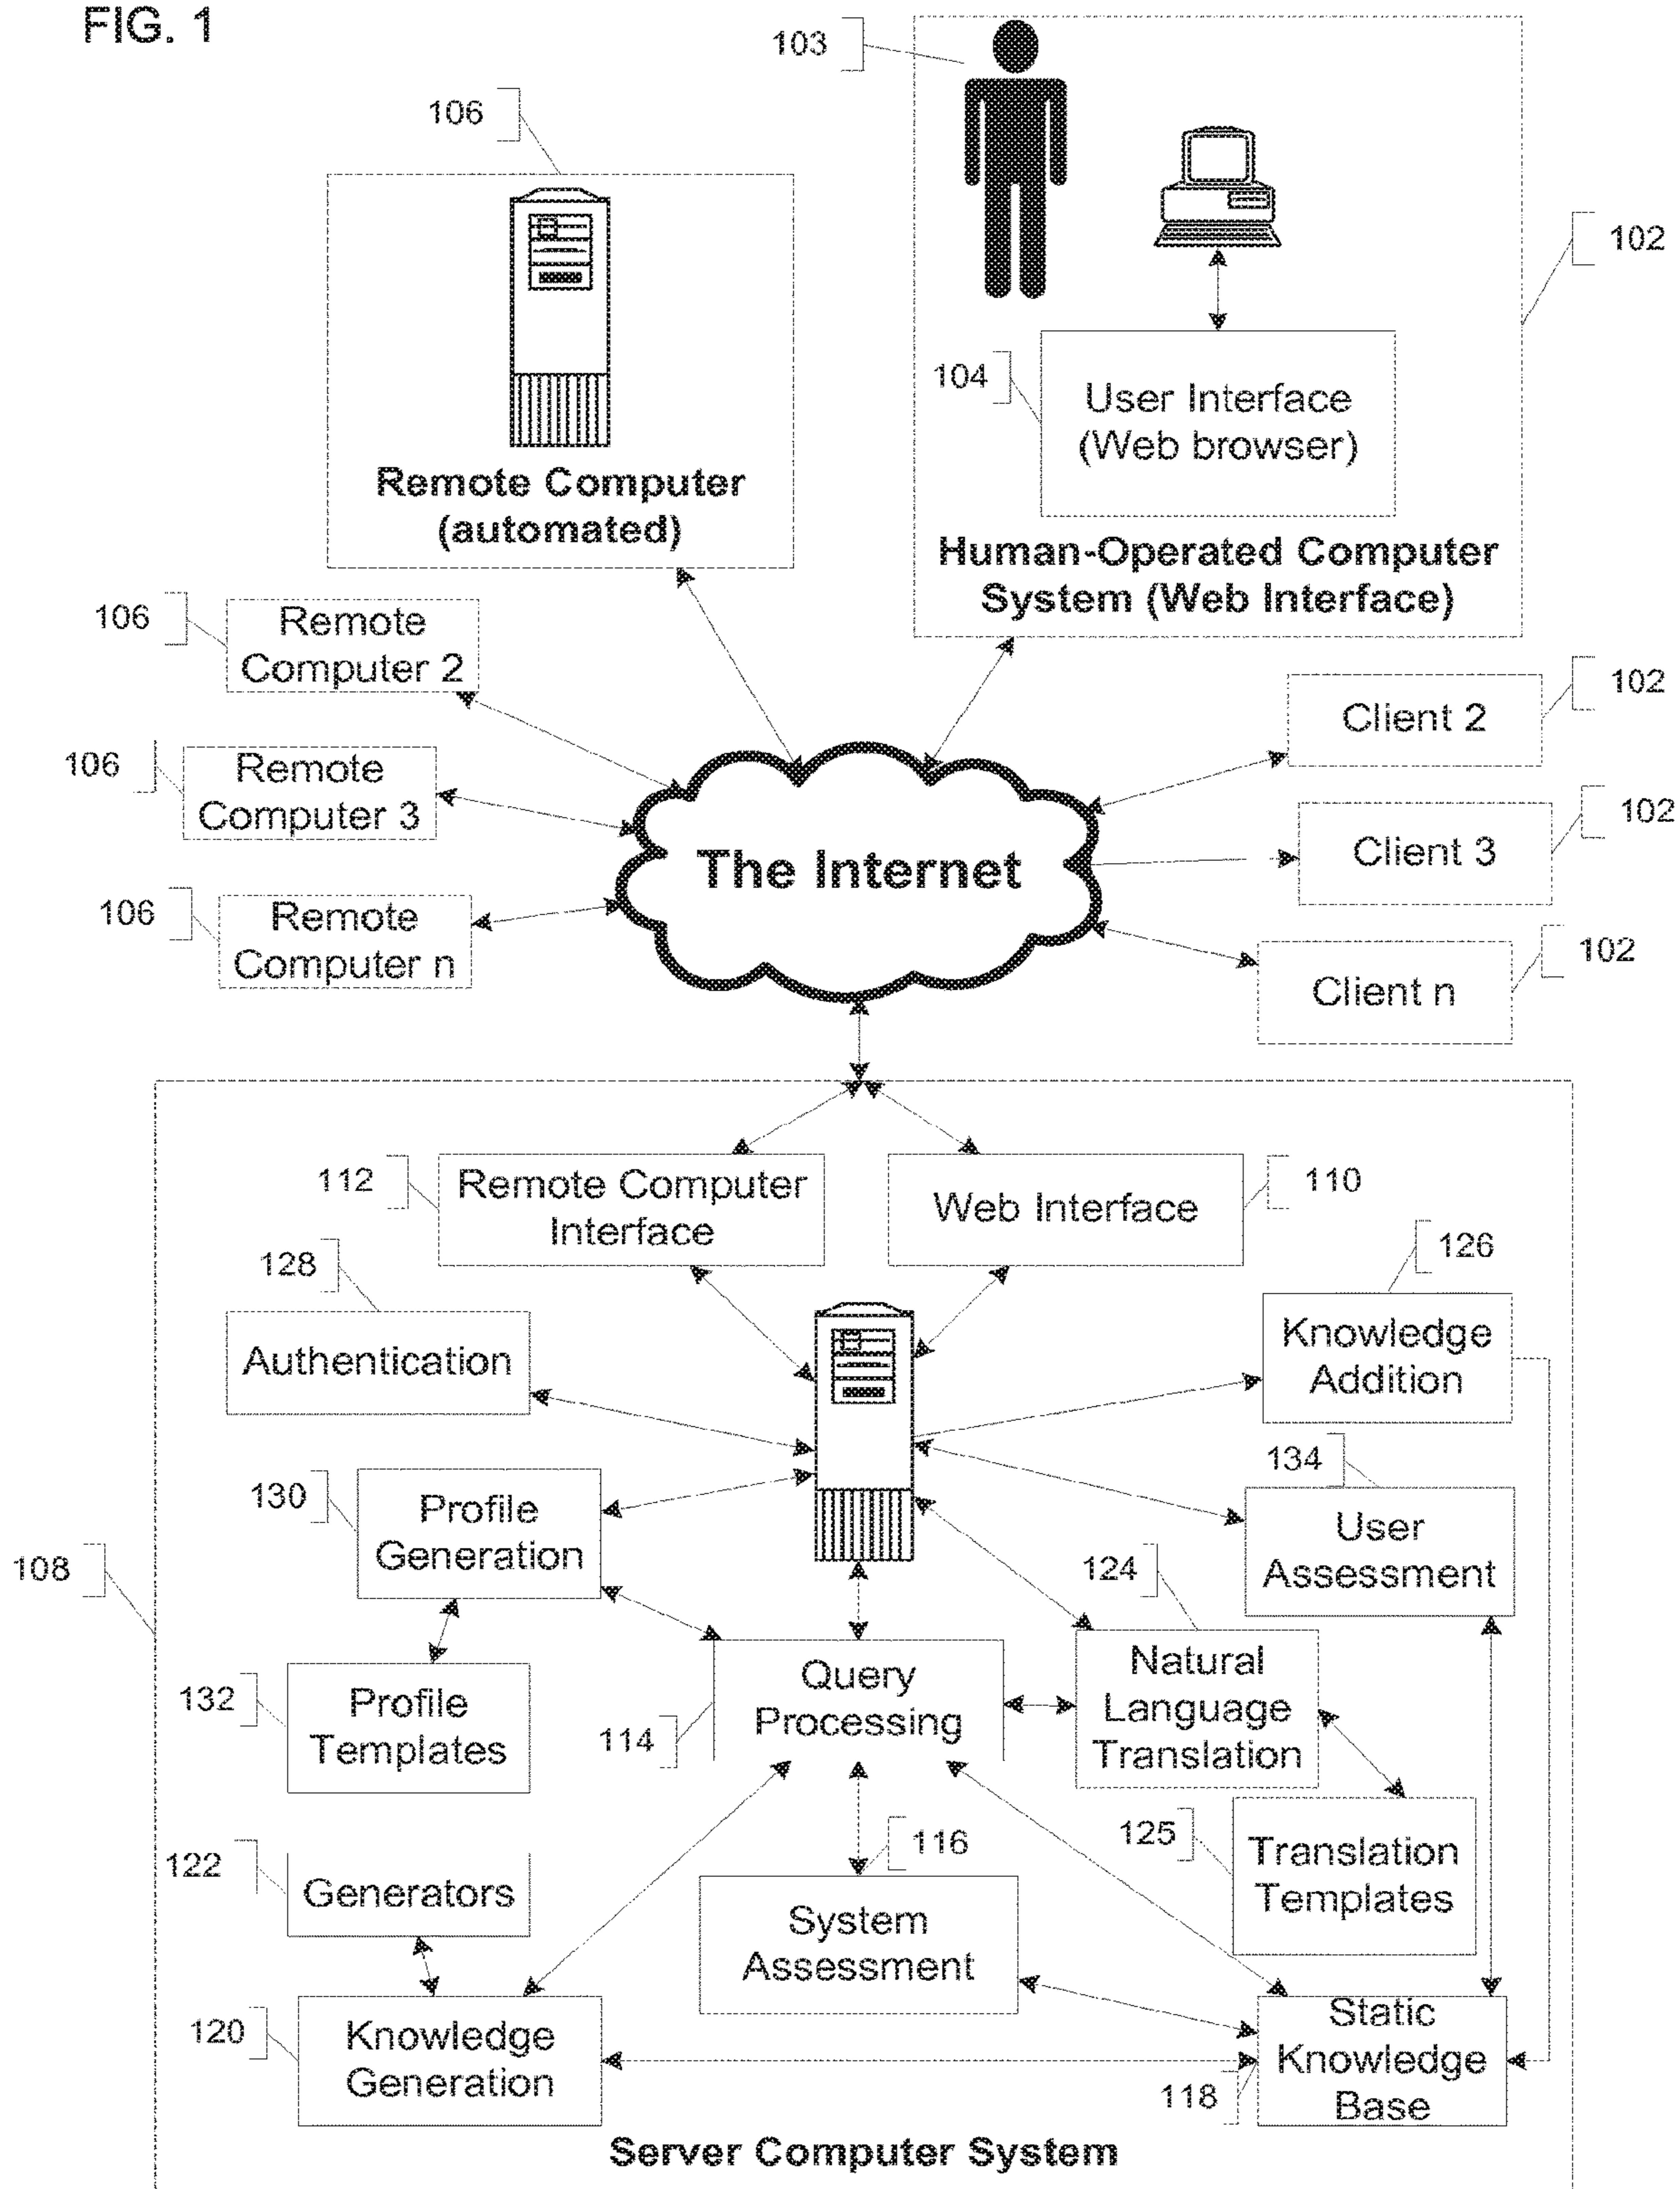 FIG. 1
103
106
102
104
User Interface
(Web browser)
Remote Computer
(automated)
Human-Operated Computer
System (Web Interface)
106
Remote
Computer 2
102
Client 2
106
Remote
Computer 3
102
Client 3
The Internet
106
Remote
Computer n
102
Client n
112
Remote Computer
Interface
Web Interface
110
128
126
Authentication
Knowledge
Addition
130
Profile
Generation
134
User
Assessment
108
124
132
Profile
Templates
114
Query
Processing
Natural
Language
Translation
122
Generators
116
125
Translation
Templates
System
Assessment
120
Knowledge
Generation
118
Static
Knowledge
Base
Server Computer System